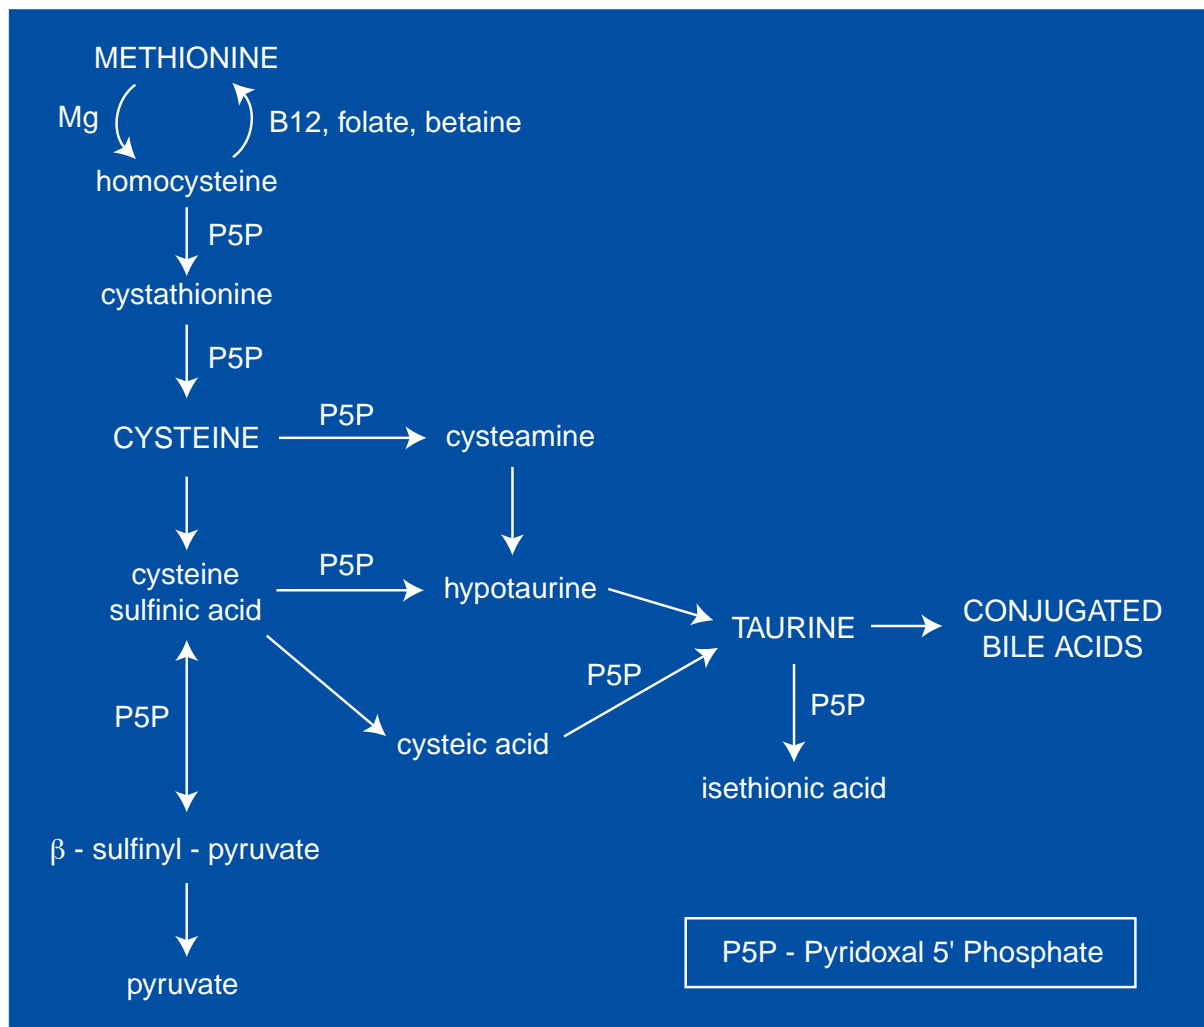 METHIONINE
Mg
B12, folate, betaine
homocysteine
P5P
cystathionine
P5P
CYSTEINE
P5P
cysteamine
cysteine
sulfinic acid
P5P
hypotaurine
TAURINE
CONJUGATED
BILE ACIDS
P5P
P5P
P5P
cysteic acid
isethionic acid
β - sulfinyl - pyruvate
pyruvate
P5P - Pyridoxal 5' Phosphate